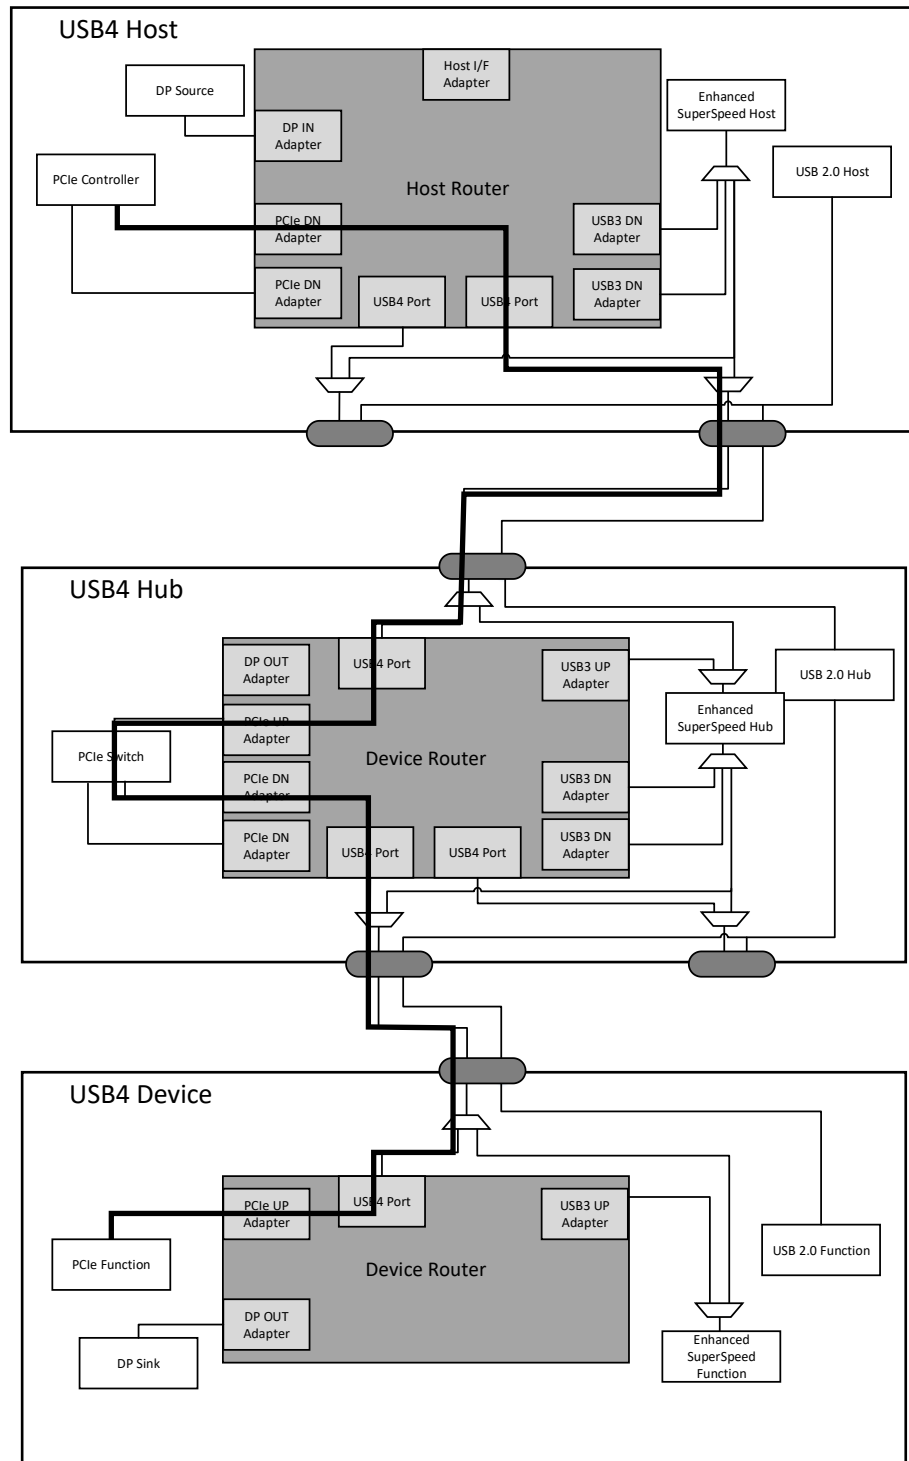 USB4 Host
Host I/F
Adapter
DP Source
Enhanced
SuperSpeed Host
DP IN
Adapter
USB 2.0 Host
PCIe Controller
Host Router
PCIe DN
Adapter
USB3 DN
Adapter
PCIe DN
Adapter
USB4 Port
USB4 Port
USB3 DN
Adapter
USB4 Hub
DP OUT
Adapter
USB4 Port
USB3 UP
Adapter
USB 2.0 Hub
PCIe UP
Adapter
Enhanced
SuperSpeed Hub
PCIe Switch
Device Router
PCIe DN
Adapter
USB3 DN
Adapter
PCIe DN
Adapter
USB4 Port
USB4 Port
USB3 DN
Adapter
USB4 Device
PCIe UP
Adapter
USB4 Port
USB3 UP
Adapter
PCIe Function
Device Router
USB 2.0 Function
DP OUT
Adapter
DP Sink
Enhanced
SuperSpeed
Function